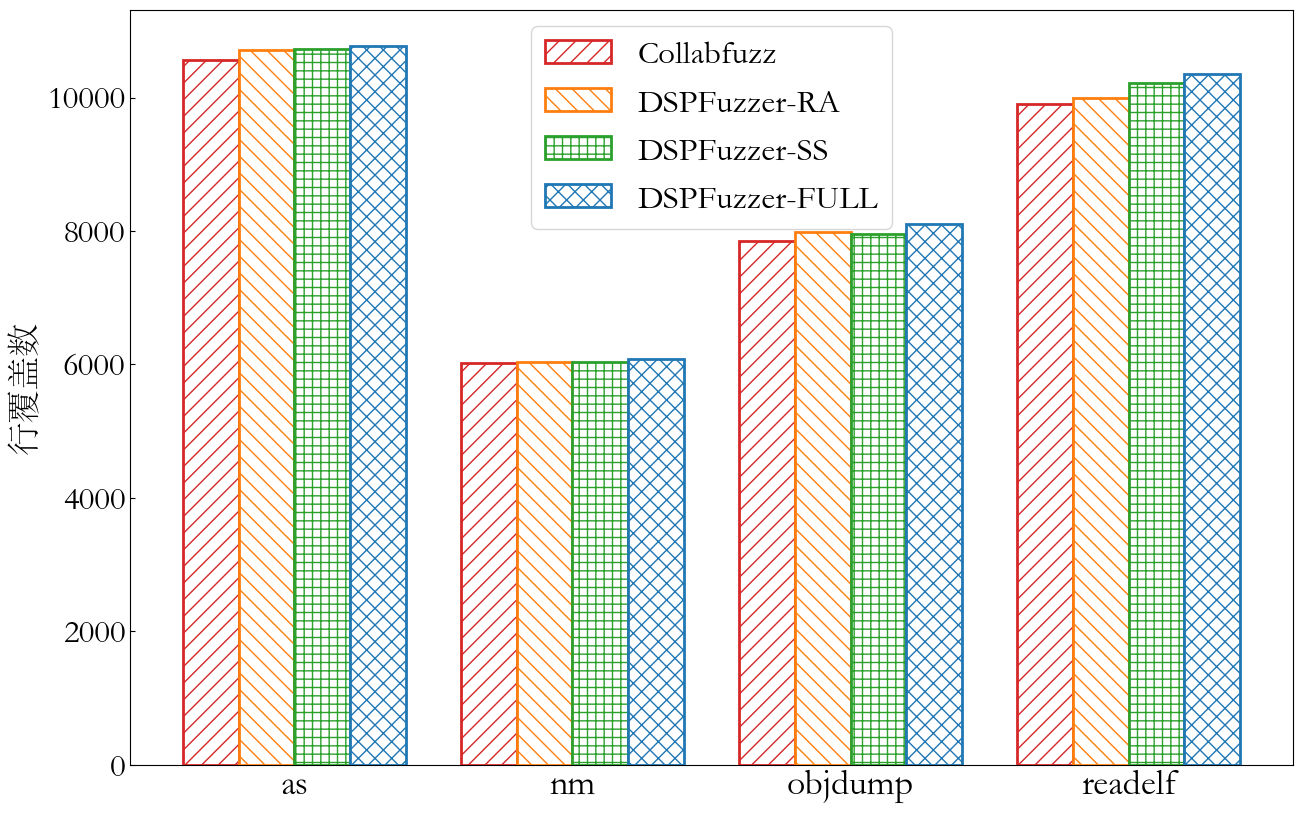 Collabfuzz
DSPFuzzer-RA
DSPFuzzer-SS
DSPFuzzer-FULL
行覆盖数
10000
8000
6000
4000
2000
0
as nm objdump readelf